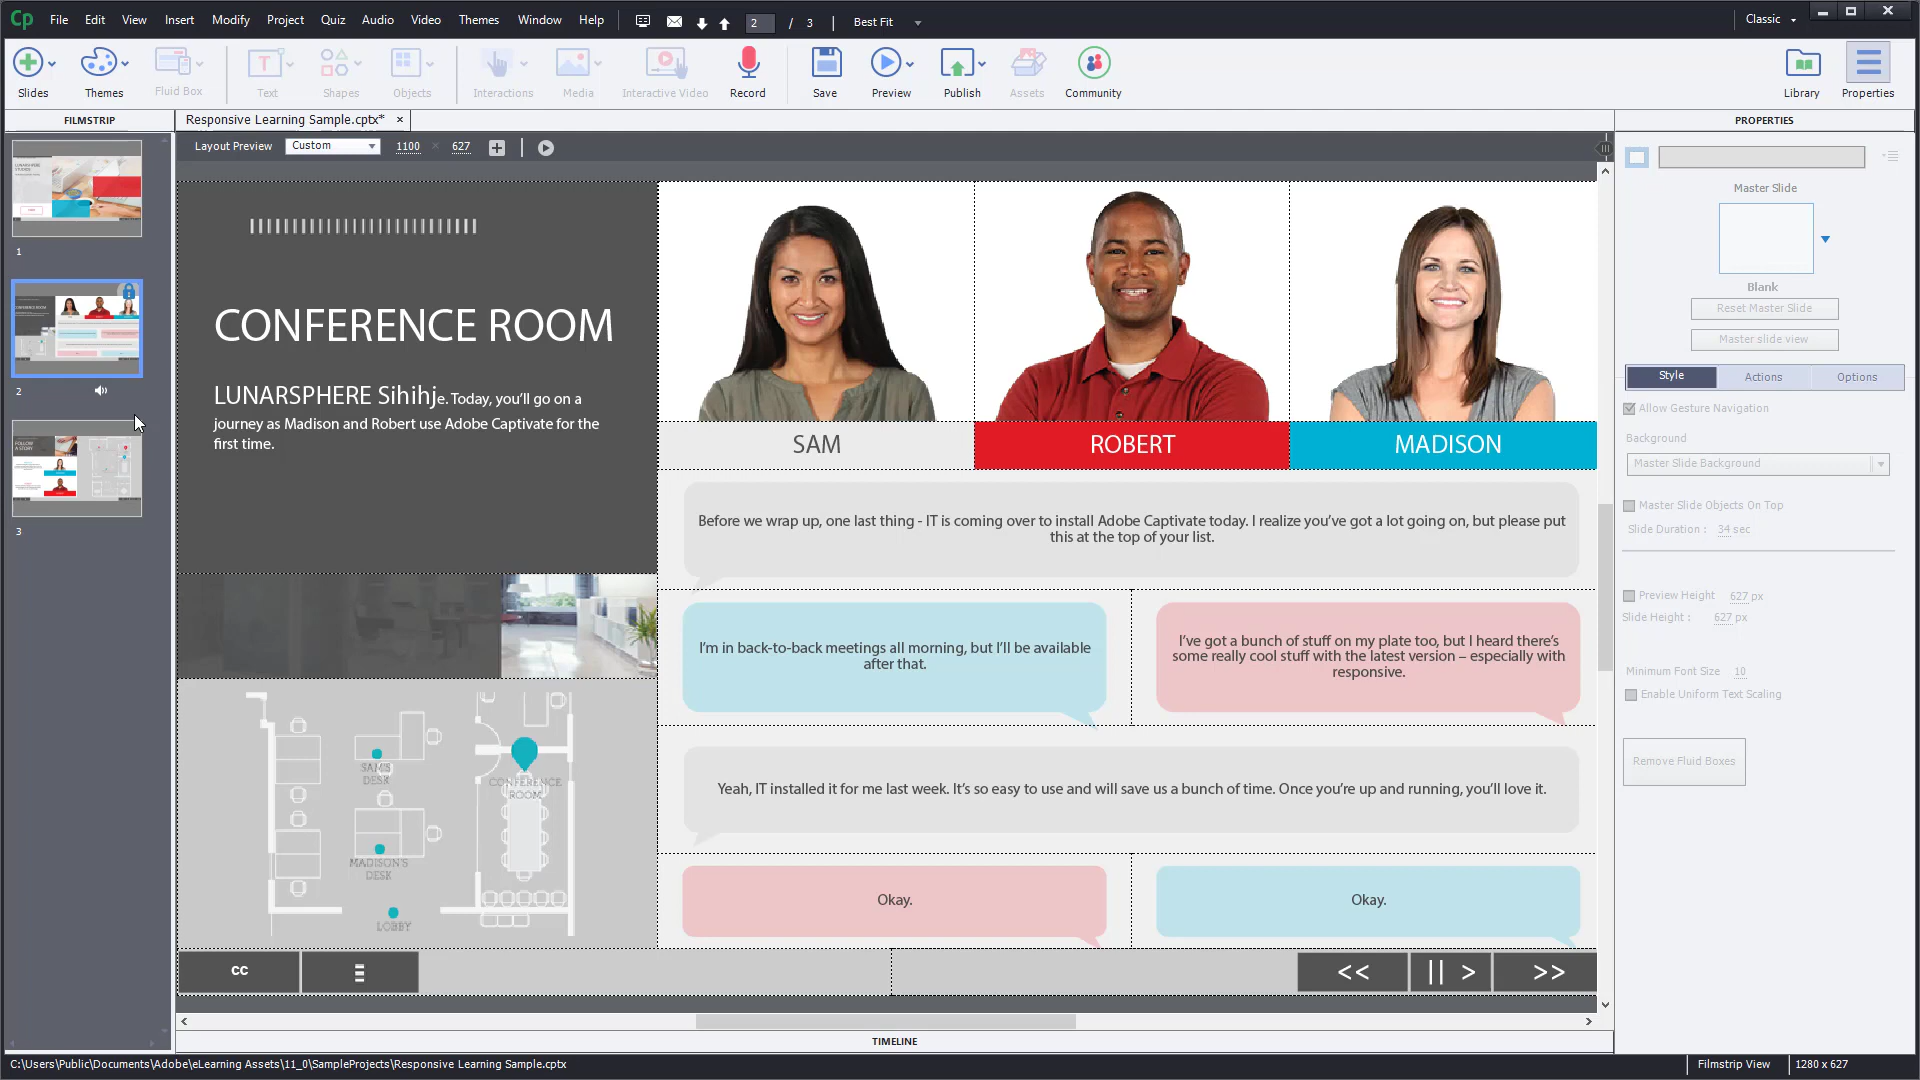 Cp File Edit View Insert Modify Project Quiz Audio Video Themes Window Help 2 / 3 Best Fit Classic
Slides Themes Fluid Box Text Shapes Objects Interactions Media Interactive Video Record Save Preview Publish Assets Community Library Properties
FILMSTRIP
Responsive Learning Sample.cptx*
PROPERTIES
Layout Preview Custom 1100 × 627
1
2
3
CONFERENCE ROOM
LUNARSPHERE Sihihje. Today, you'll go on a
journey as Madison and Robert use Adobe Captivate for the
first time.
SAM
ROBERT
MADISON
Before we wrap up, one last thing - IT is coming over to install Adobe Captivate today. I realize you've got a lot going on, but please put
this at the top of your list.
I'm in back-to-back meetings all morning, but I'll be available
after that.
I've got a bunch of stuff on my plate too, but I heard there's
some really cool stuff with the latest version – especially with
responsive.
Yeah, IT installed it for me last week. It's so easy to use and will save us a bunch of time. Once you're up and running, you'll love it.
Okay.
Okay.
SAM'S
DESK
CONFERENCE
ROOM
MADISON'S
DESK
LOBBY
CC
<< || > >>
TIMELINE
Master Slide
Blank
Reset Master Slide
Master slide view
Style Actions Options
Allow Gesture Navigation
Background
Master Slide Background
Master Slide Objects On Top
Slide Duration : 34 sec
Preview Height 627 px
Slide Height : 627 px
Minimum Font Size 10
Enable Uniform Text Scaling
Remove Fluid Boxes
C:\Users\Public\Documents\Adobe\eLearning Assets\11_0\SampleProjects\Responsive Learning Sample.cptx
Filmstrip View 1280 x 627